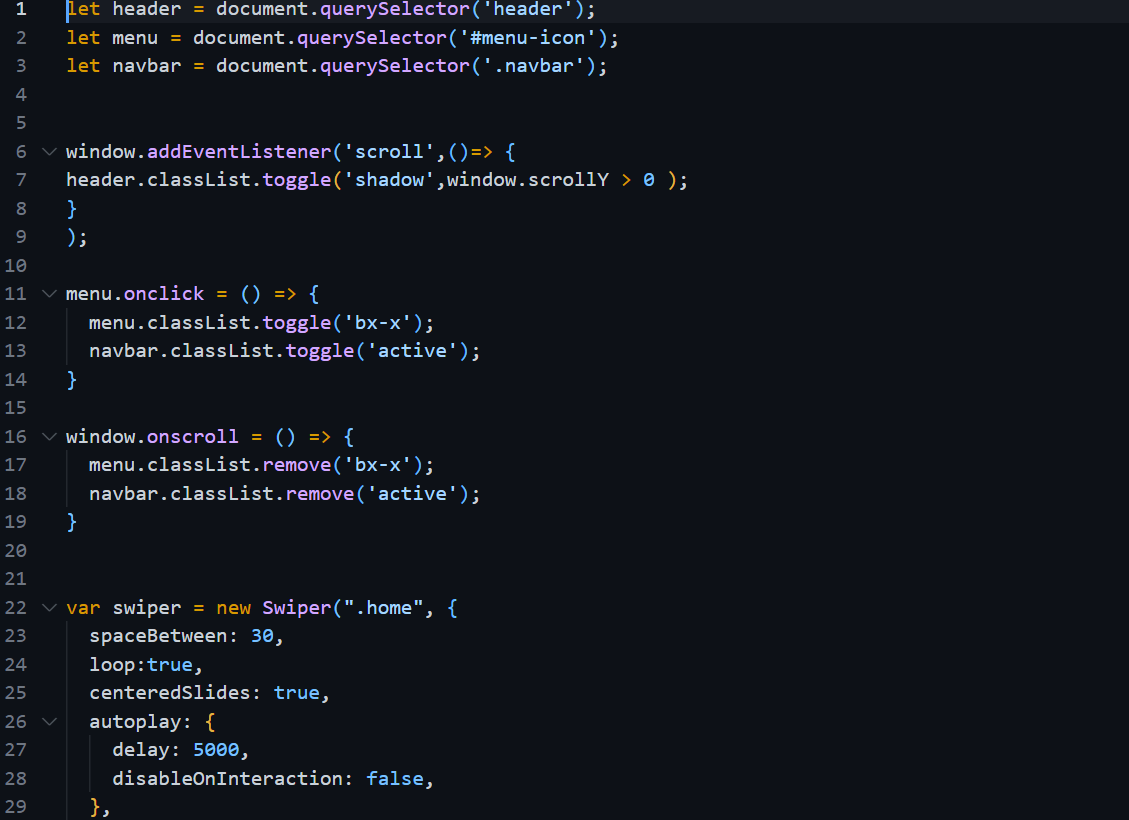 1 let header = document.querySelector('header');
2 let menu = document.querySelector('#menu-icon');
3 let navbar = document.querySelector('.navbar');
4
5
6 window.addEventListener('scroll',()=> {
7 header.classList.toggle('shadow',window.scrollY > 0 );
8 }
9 );
10
11 menu.onclick = () => {
12 menu.classList.toggle('bx-x');
13 navbar.classList.toggle('active');
14 }
15
16 window.onscroll = () => {
17 menu.classList.remove('bx-x');
18 navbar.classList.remove('active');
19 }
20
21
22 var swiper = new Swiper(".home", {
23 spaceBetween: 30,
24 loop:true,
25 centeredSlides: true,
26 autoplay: {
27 delay: 5000,
28 disableOnInteraction: false,
29 },